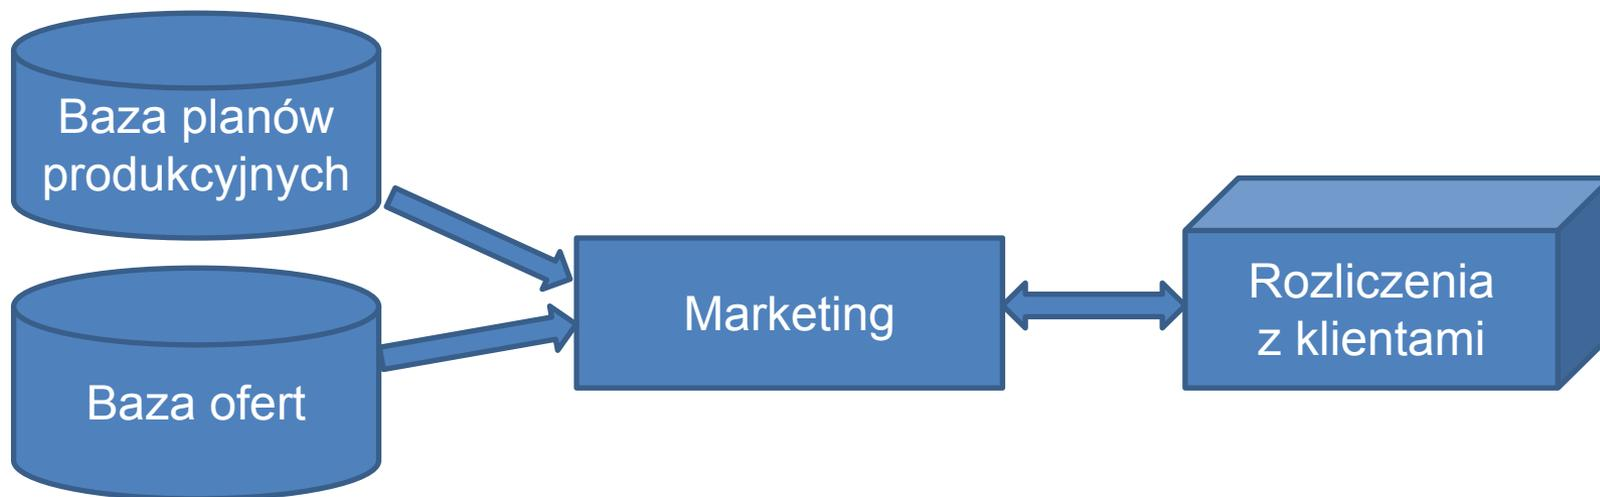 Baza planów
produkcyjnych
Baza ofert
Marketing
Rozliczenia
z klientami